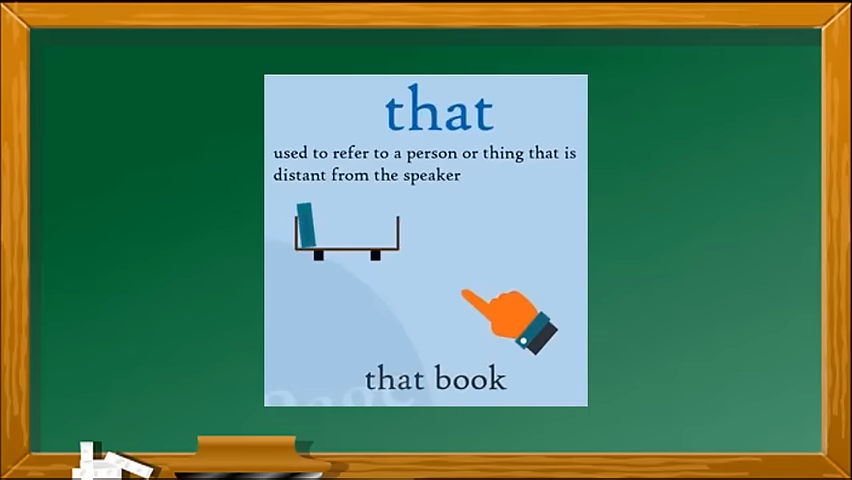 that
used to refer to a person or thing that is
distant from the speaker
that book